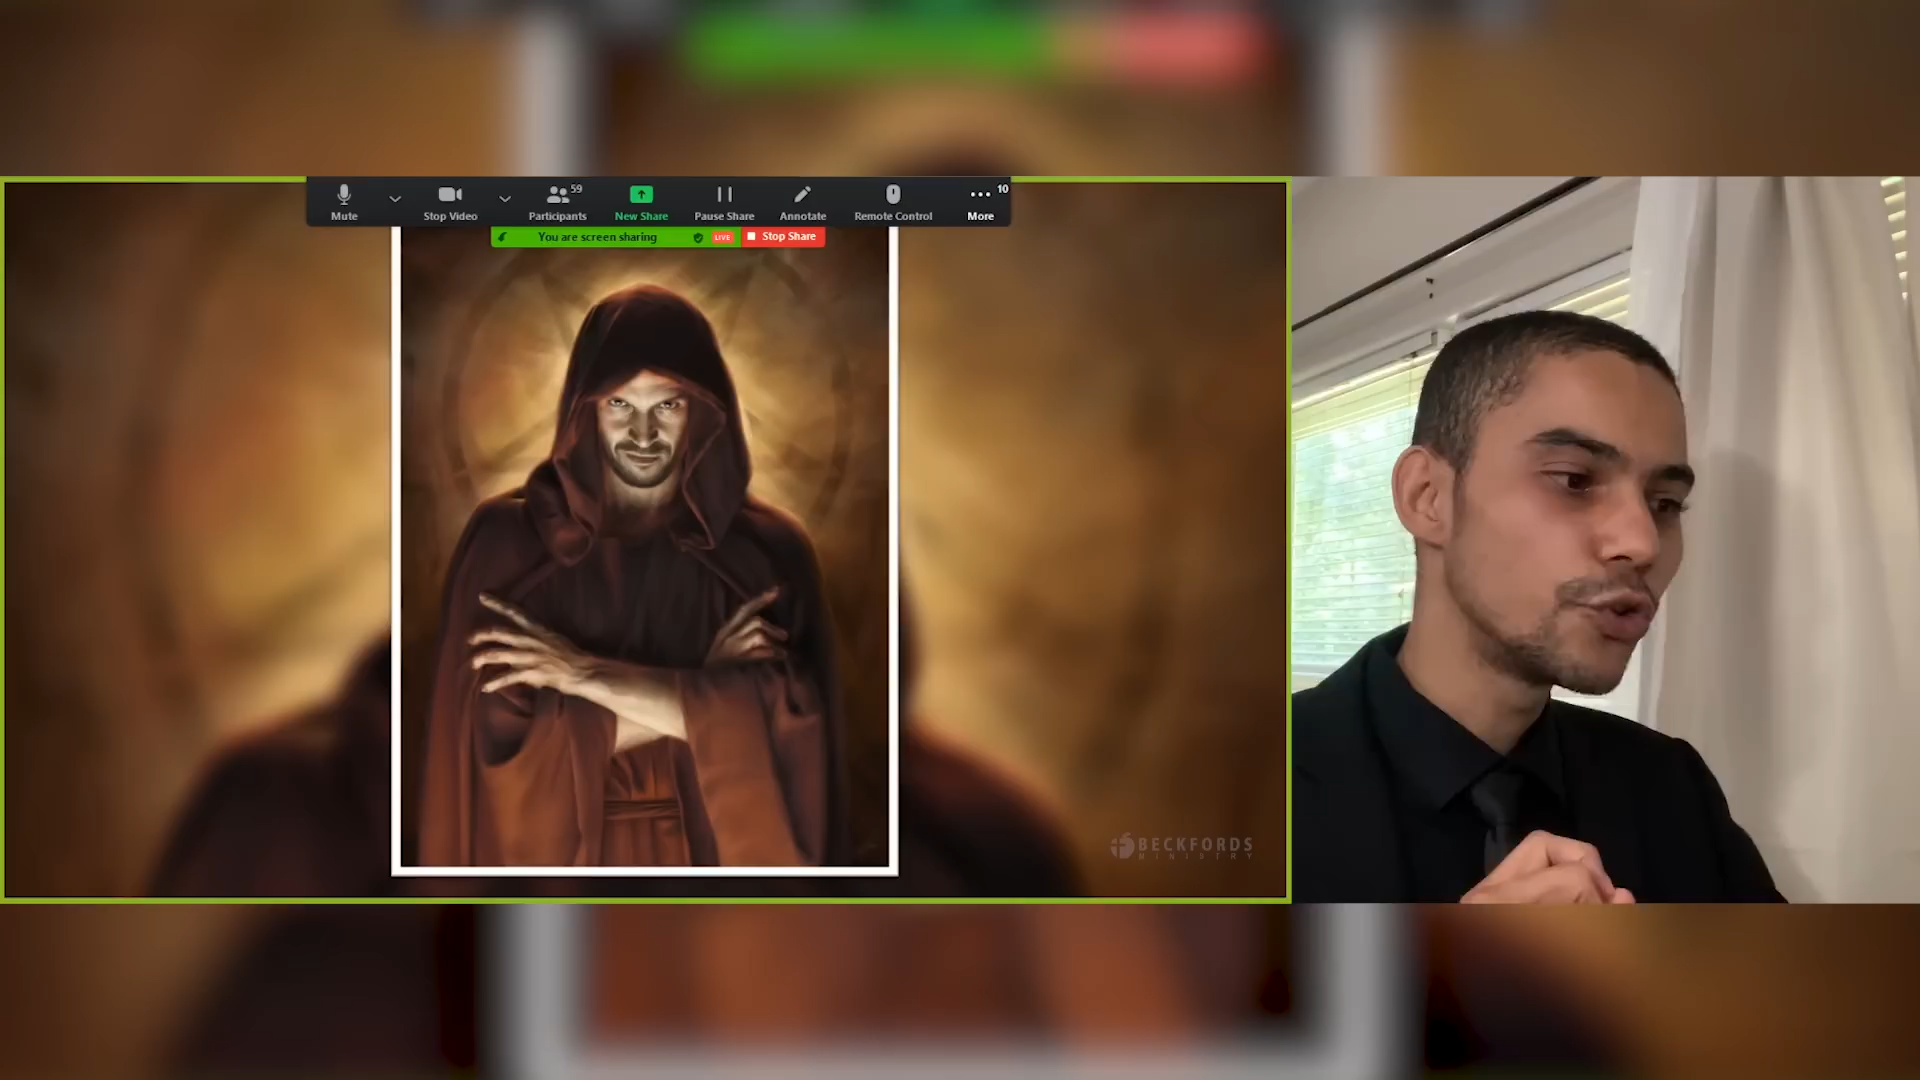 59
10
Mute
Stop Video
Participants
New Share
Pause Share
Annotate
Remote Control
More
You are screen sharing
LIVE
Stop Share
BECKFORDS
MINISTRY